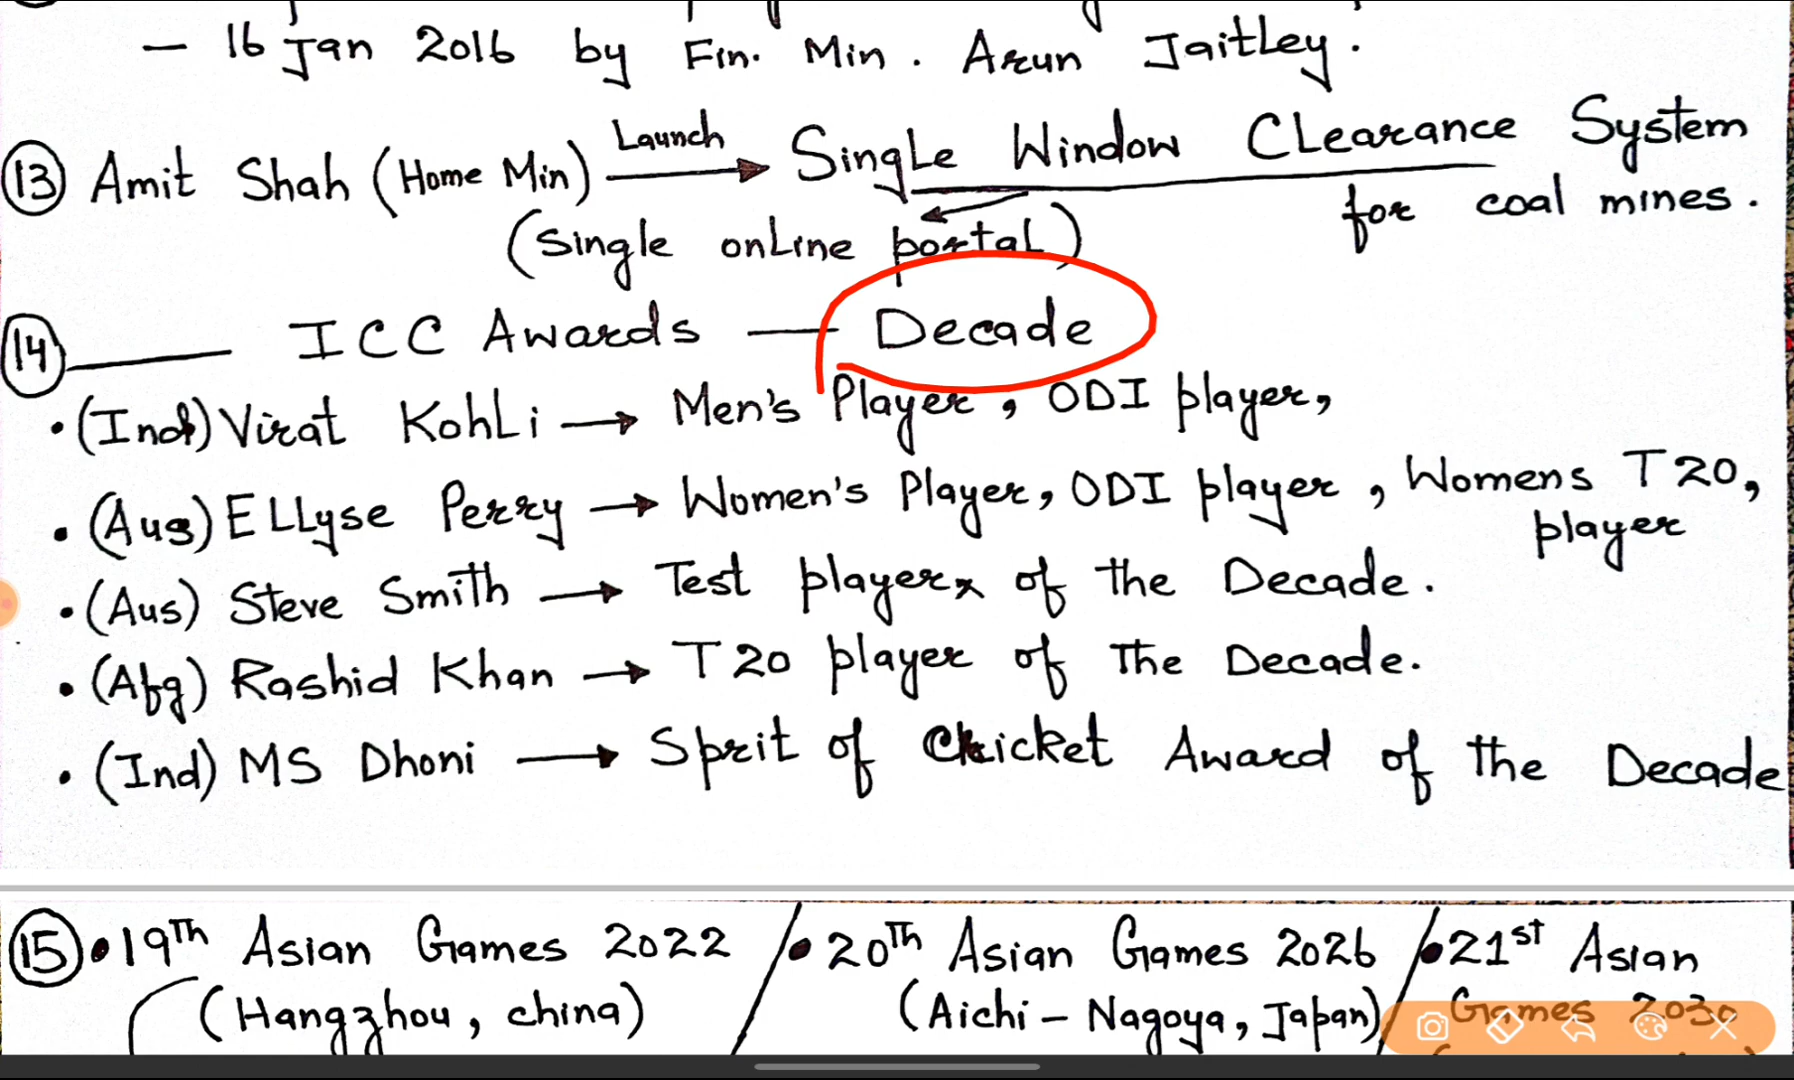 — 16 Jan 2016 by Fin. Min. Arun Jaitley.
13 Amit Shah (Home Min) Launch → Single Window Clearance System
for coal mines.
(Single online portal)
14 ICC Awards — Decade
• (Ind) Virat Kohli → Men's Player, ODI player,
• (Aus) Ellyse Perry → Women's Player, ODI player, Womens T20,
player
• (Aus) Steve Smith → Test player of the Decade.
• (Afg) Rashid Khan → T20 player of the Decade.
• (Ind) MS Dhoni → Sprit of Cricket Award of the Decade
15 • 19Th Asian Games 2022 / • 20Th Asian Games 2026 / • 21st Asian
(Hangzhou, china) (Aichi – Nagoya, Japan) Games 2030